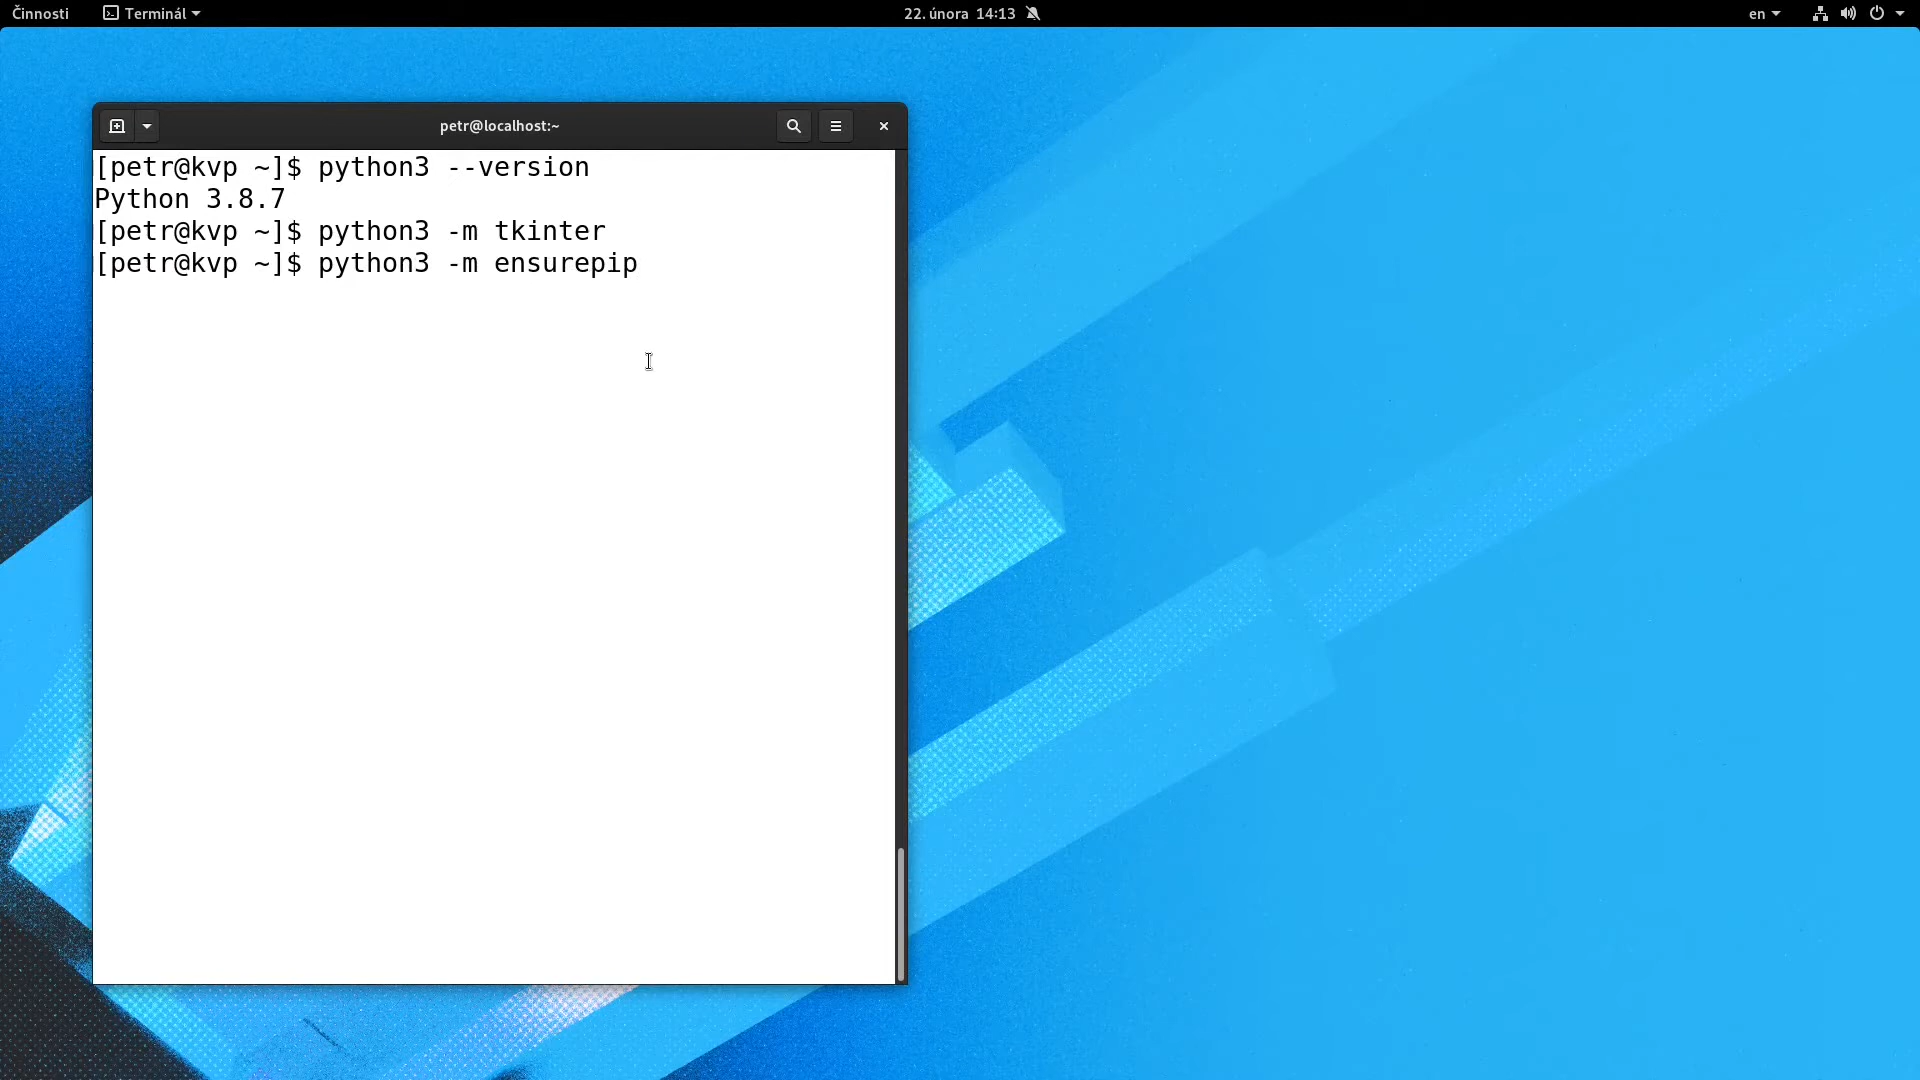 Činnosti
Terminál
22. února 14:13
en
petr@localhost:~
[petr@kvp ~]$ python3 --version
Python 3.8.7
[petr@kvp ~]$ python3 -m tkinter
[petr@kvp ~]$ python3 -m ensurepip